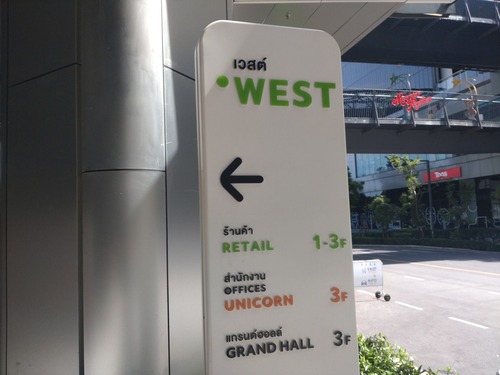 เวสต์
WEST
ร้านค้า
RETAIL 1-3F
สำนักงาน
OFFICES
UNICORN 3F
แกรนด์ฮอลล์
GRAND HALL 3F